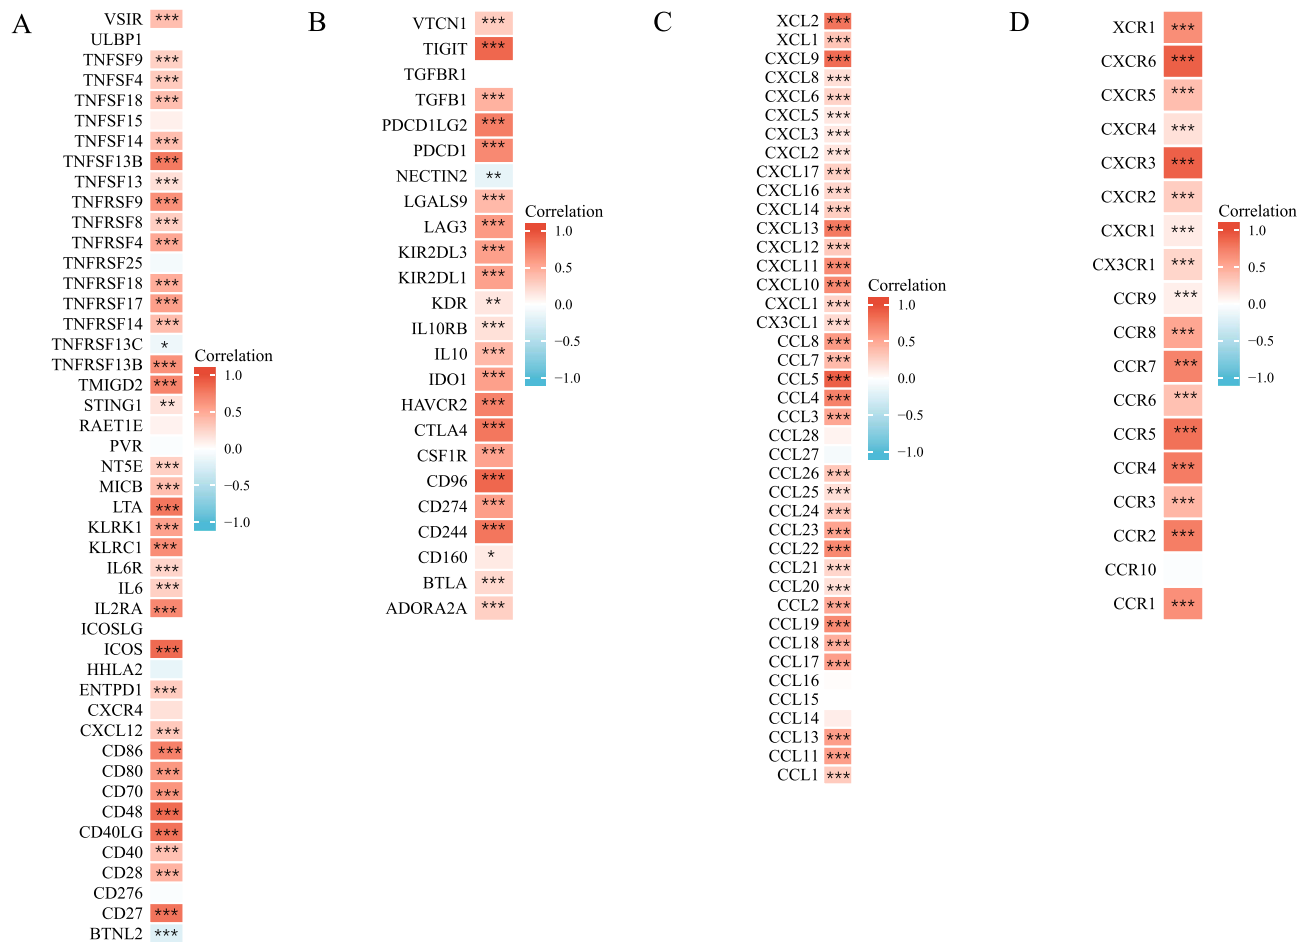 A
VSIR ***
ULBP1
TNFSF9 ***
TNFSF4 ***
TNFSF18 ***
TNFSF15
TNFSF14 ***
TNFSF13B ***
TNFSF13 ***
TNFRSF9 ***
TNFRSF8 ***
TNFRSF4 ***
TNFRSF25
TNFRSF18 ***
TNFRSF17 ***
TNFRSF14 ***
TNFRSF13C *
TNFRSF13B ***
TMIGD2 ***
STING1 **
RAET1E
PVR
NT5E ***
MICB ***
LTA ***
KLRK1 ***
KLRC1 ***
IL6R ***
IL6 ***
IL2RA ***
ICOSLG
ICOS ***
HHLA2
ENTPD1 ***
CXCR4
CXCL12 ***
CD86 ***
CD80 ***
CD70 ***
CD48 ***
CD40LG ***
CD40 ***
CD28 ***
CD276
CD27 ***
BTNL2 ***
Correlation
1.0
0.5
0.0
−0.5
−1.0
B
VTCN1 ***
TIGIT ***
TGFBR1
TGFB1 ***
PDCD1LG2 ***
PDCD1 ***
NECTIN2 **
LGALS9 ***
LAG3 ***
KIR2DL3 ***
KIR2DL1 ***
KDR **
IL10RB ***
IL10 ***
IDO1 ***
HAVCR2 ***
CTLA4 ***
CSF1R ***
CD96 ***
CD274 ***
CD244 ***
CD160 *
BTLA ***
ADORA2A ***
Correlation
1.0
0.5
0.0
−0.5
−1.0
C
XCL2 ***
XCL1 ***
CXCL9 ***
CXCL8 ***
CXCL6 ***
CXCL5 ***
CXCL3 ***
CXCL2 ***
CXCL17 ***
CXCL16 ***
CXCL14 ***
CXCL13 ***
CXCL12 ***
CXCL11 ***
CXCL10 ***
CXCL1 ***
CX3CL1 ***
CCL8 ***
CCL7 ***
CCL5 ***
CCL4 ***
CCL3 ***
CCL28
CCL27
CCL26 ***
CCL25 ***
CCL24 ***
CCL23 ***
CCL22 ***
CCL21 ***
CCL20 ***
CCL2 ***
CCL19 ***
CCL18 ***
CCL17 ***
CCL16
CCL15
CCL14
CCL13 ***
CCL11 ***
CCL1 ***
Correlation
1.0
0.5
0.0
−0.5
−1.0
D
XCR1 ***
CXCR6 ***
CXCR5 ***
CXCR4 ***
CXCR3 ***
CXCR2 ***
CXCR1 ***
CX3CR1 ***
CCR9 ***
CCR8 ***
CCR7 ***
CCR6 ***
CCR5 ***
CCR4 ***
CCR3 ***
CCR2 ***
CCR10
CCR1 ***
Correlation
1.0
0.5
0.0
−0.5
−1.0